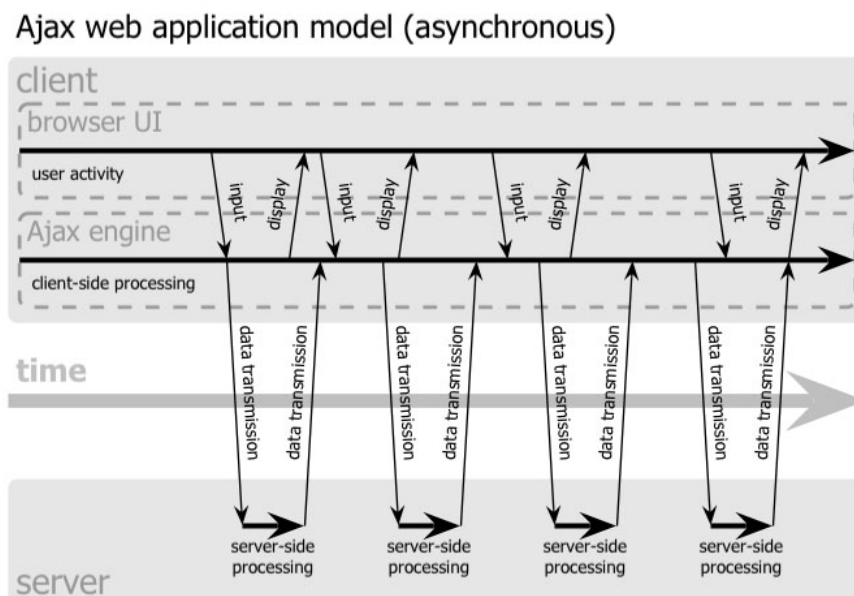 Ajax web application model (asynchronous)
client
browser UI
user activity
input
display
input
display
input
display
input
display
Ajax engine
client-side processing
data transmission
data transmission
data transmission
data transmission
data transmission
data transmission
data transmission
data transmission
time
server-side
processing
server-side
processing
server-side
processing
server-side
processing
server